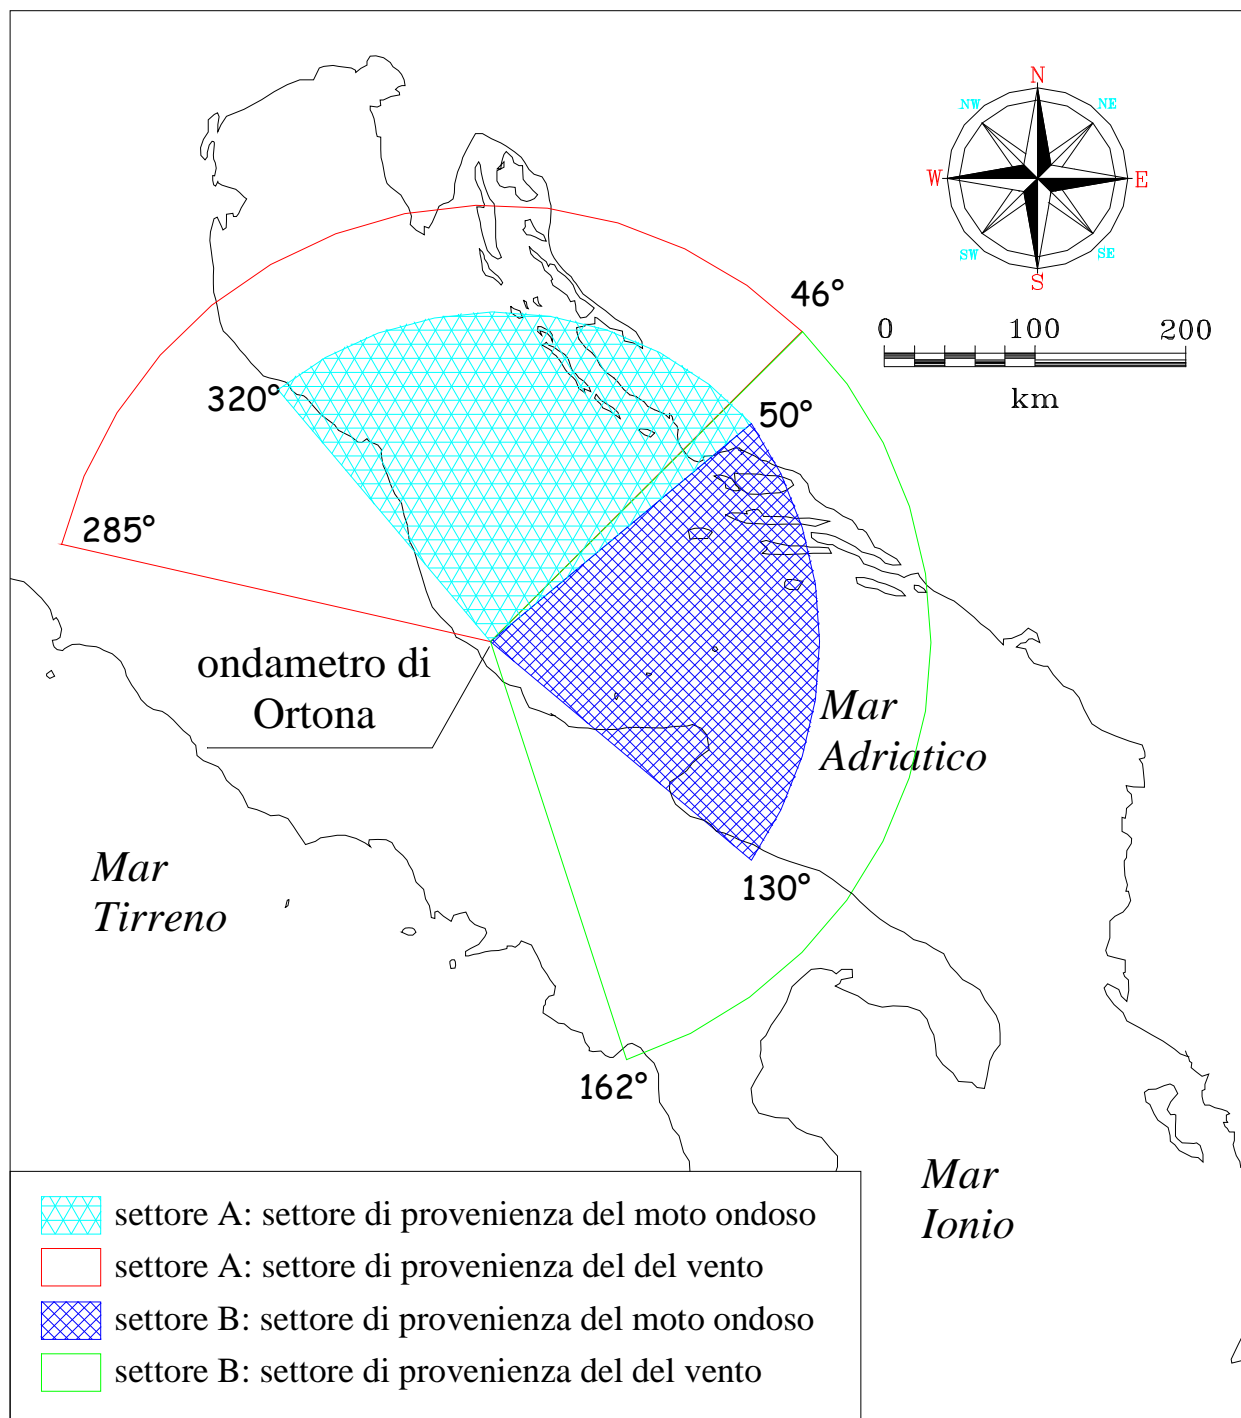 N
NW
NE
W
E
SW
SE
S
46°
0 100 200
km
320°
50°
285°
ondametro di
Ortona
Mar
Adriatico
Mar
Tirreno
130°
162°
Mar
Ionio
settore A: settore di provenienza del moto ondoso
settore A: settore di provenienza del del vento
settore B: settore di provenienza del moto ondoso
settore B: settore di provenienza del del vento